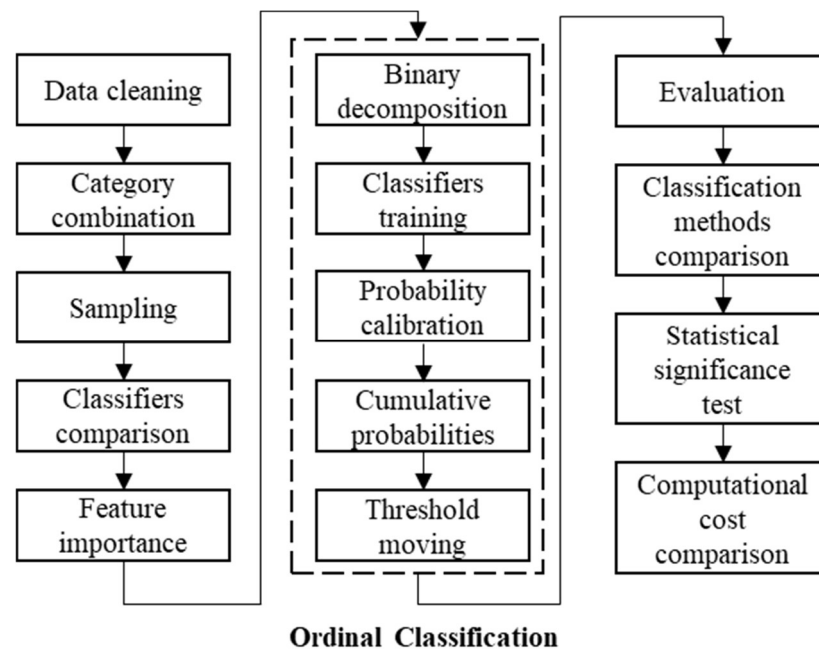 Data cleaning
Category
combination
Sampling
Classifiers
comparison
Feature
importance
Binary
decomposition
Classifiers
training
Probability
calibration
Cumulative
probabilities
Threshold
moving
Ordinal Classification
Evaluation
Classification
methods
comparison
Statistical
significance
test
Computational
cost
comparison